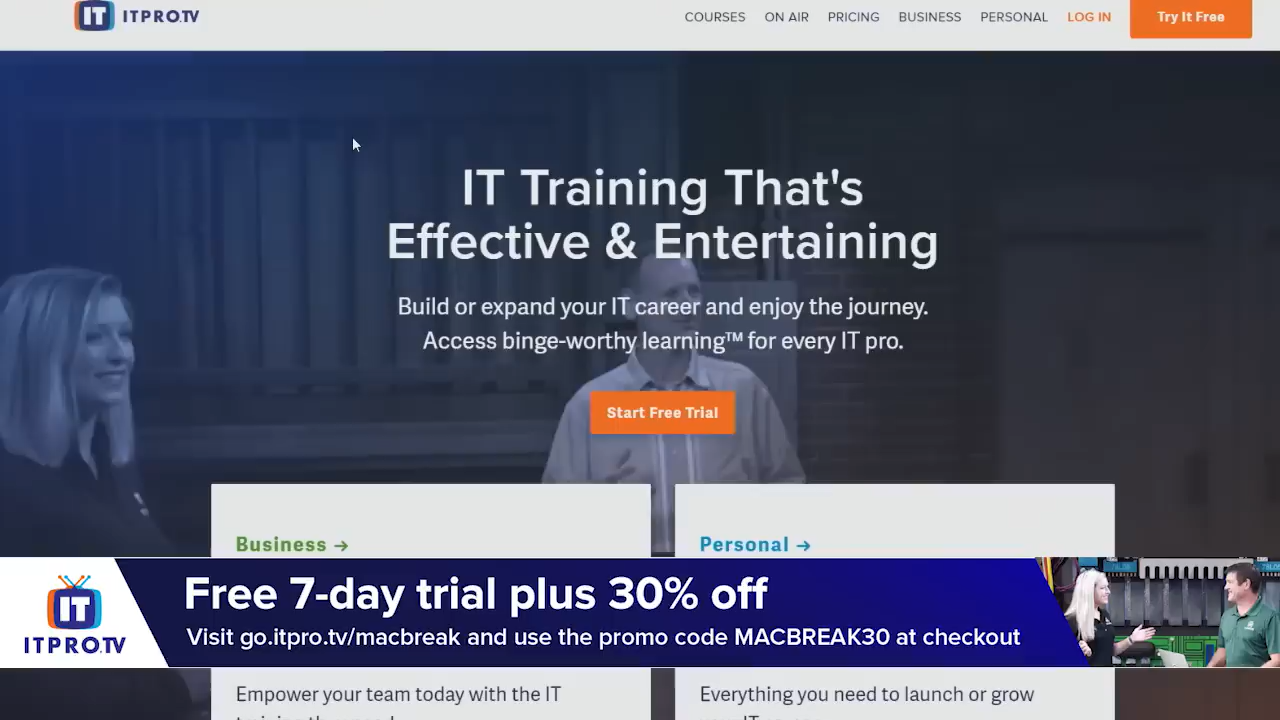 IT ITPRO.TV
COURSES ON AIR PRICING BUSINESS PERSONAL LOG IN Try It Free
IT Training That's
Effective & Entertaining
Build or expand your IT career and enjoy the journey.
Access binge-worthy learning™ for every IT pro.
Start Free Trial
Business → Personal →
Free 7-day trial plus 30% off
Visit go.itpro.tv/macbreak and use the promo code MACBREAK30 at checkout
IT
ITPRO.TV
Empower your team today with the IT
Everything you need to launch or grow